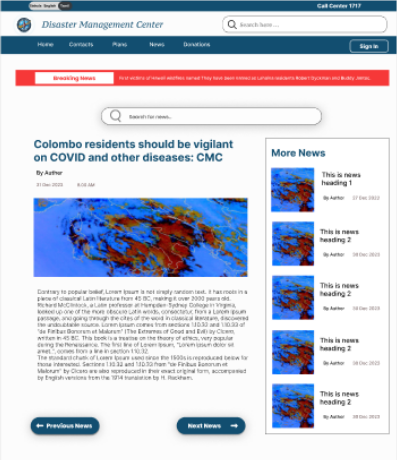 English
Call Center 1717
Disaster Management Center
Search here ...
Home Contacts Plans News Donations
Sign In
Breaking News
First victims of Hawaii wildfires named They have been named as Lahaina residents Robert Dyckman and Buddy Jantoc.
Search for news..
Colombo residents should be vigilant
on COVID and other diseases: CMC
By Author
31 Dec 2023 8:00 AM
Contrary to popular belief, Lorem Ipsum is not simply random text. It has roots in a
piece of classical Latin literature from 45 BC, making it over 2000 years old.
Richard McClintock, a Latin professor at Hampden-Sydney College in Virginia,
looked up one of the more obscure Latin words, consectetur, from a Lorem Ipsum
passage, and going through the cites of the word in classical literature, discovered
the undoubtable source. Lorem Ipsum comes from sections 1.10.32 and 1.10.33 of
"de Finibus Bonorum et Malorum" (The Extremes of Good and Evil) by Cicero,
written in 45 BC. This book is a treatise on the theory of ethics, very popular
during the Renaissance. The first line of Lorem Ipsum, "Lorem ipsum dolor sit
amet..", comes from a line in section 1.10.32.
The standard chunk of Lorem Ipsum used since the 1500s is reproduced below for
those interested. Sections 1.10.32 and 1.10.33 from "de Finibus Bonorum et
Malorum" by Cicero are also reproduced in their exact original form, accompanied
by English versions from the 1914 translation by H. Rackham.
Previous News
Next News
More News
This is news
heading 1
By Author 27 Dec 2023
This is news
heading 2
By Author 28 Dec 2023
This is news
heading 2
By Author 28 Dec 2023
This is news
heading 2
By Author 28 Dec 2023
This is news
heading 2
By Author 28 Dec 2023